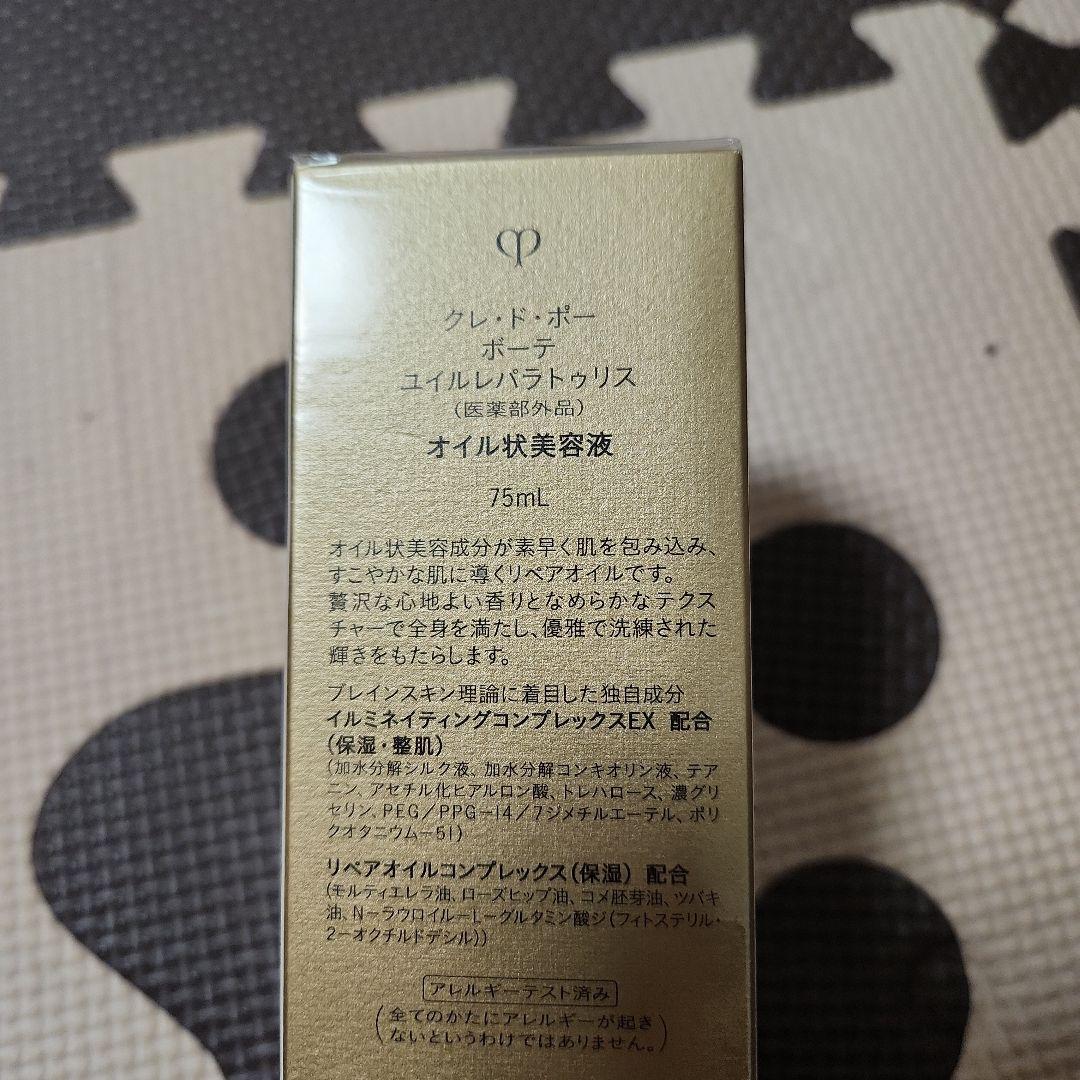 クレ・ド・ポー
ボーテ
ユイルレパラトゥリス
（医薬部外品）
オイル状美容液
75mL
オイル状美容成分が素早く肌を包み込み、
すこやかな肌に導くリペアオイルです。
贅沢な心地よい香りとなめらかなテクス
チャーで全身を満たし、優雅で洗練された
輝きをもたらします。
ブレインスキン理論に着目した独自成分
イルミネイティングコンプレックスEX 配合
（保湿・整肌）
（加水分解シルク液、加水分解コンキオリン液、テア
ニン、アセチル化ヒアルロン酸、トレハロース、濃グリ
セリン、PEG／PPG－14／7ジメチルエーテル、ポリ
クオタニウム－51）
リペアオイルコンプレックス（保湿） 配合
（モルティエレラ油、ローズヒップ油、コメ胚芽油、ツバキ
油、N－ラウロイル－L－グルタミン酸ジ（フィトステリル・
2－オクチルドデシル））
アレルギーテスト済み
（全てのかたにアレルギーが起き
ないというわけではありません。）